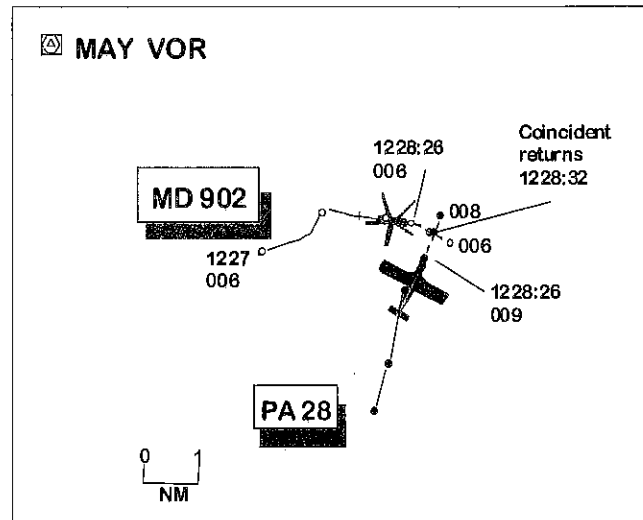 MAY VOR
Coincident
returns
1228:32
1228:26
006
MD 902
008
006
1227
006
1228:26
009
PA 28
0 1
NM